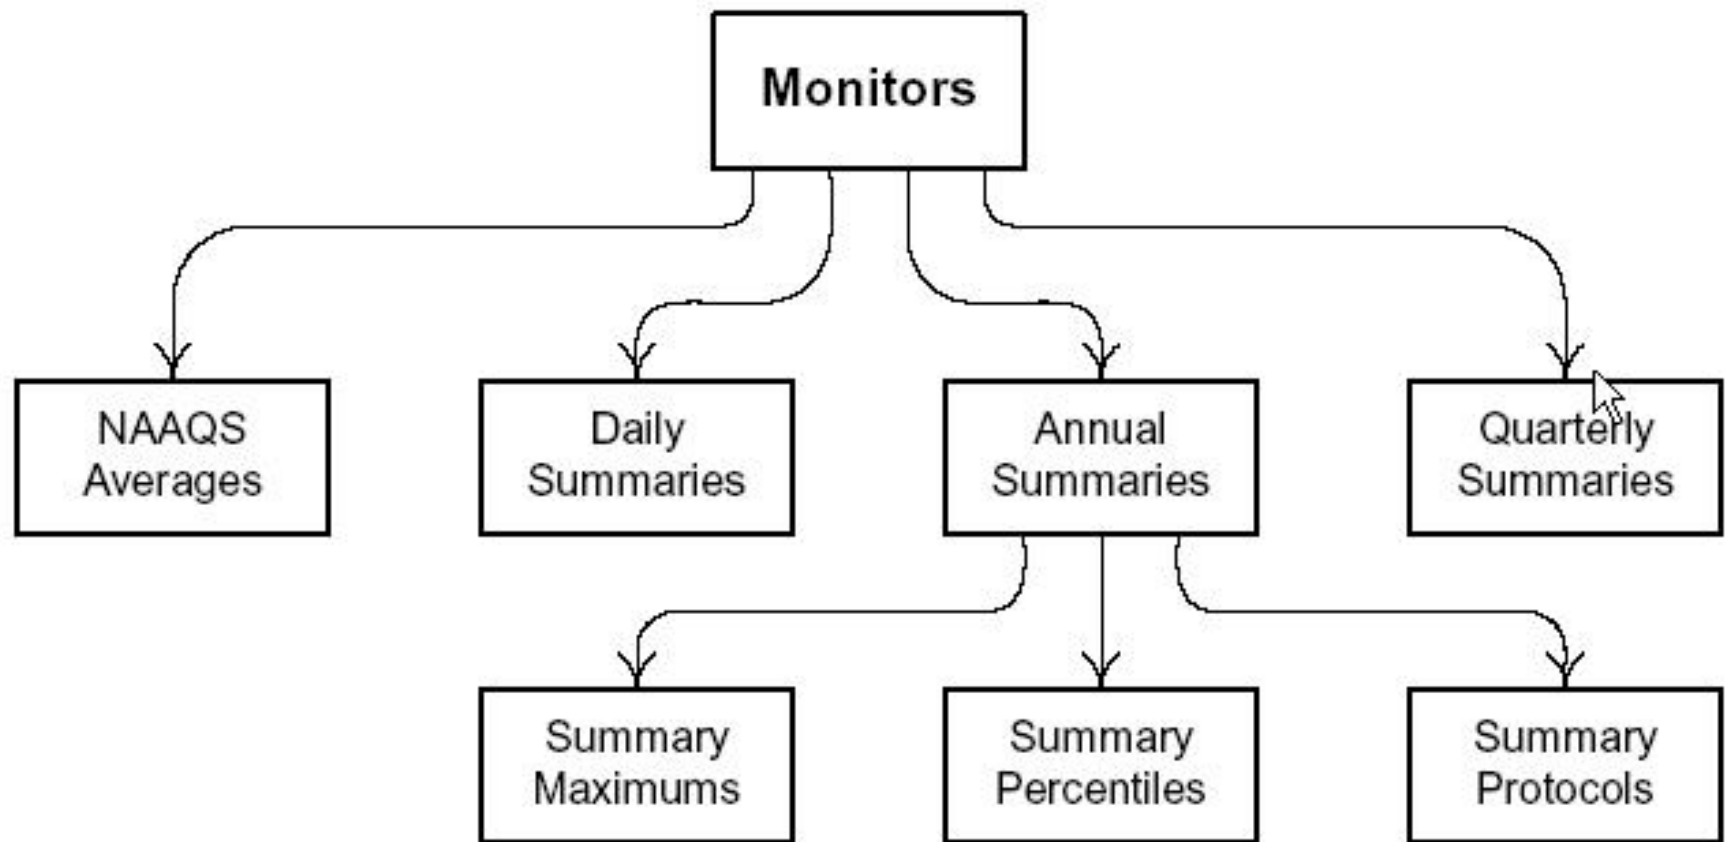 Monitors
NAAQS
Averages
Daily
Summaries
Annual
Summaries
Quarterly
Summaries
Summary
Maximums
Summary
Percentiles
Summary
Protocols